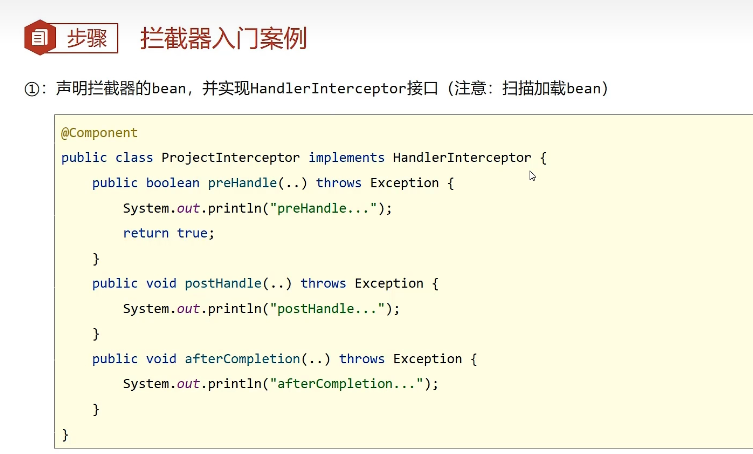 步骤 拦截器入门案例
①：声明拦截器的bean，并实现HandlerInterceptor接口（注意：扫描加载bean）
@Component
public class ProjectInterceptor implements HandlerInterceptor {
    public boolean preHandle(..) throws Exception {
        System.out.println("preHandle...");
        return true;
    }
    public void postHandle(..) throws Exception {
        System.out.println("postHandle...");
    }
    public void afterCompletion(..) throws Exception {
        System.out.println("afterCompletion...");
    }
}